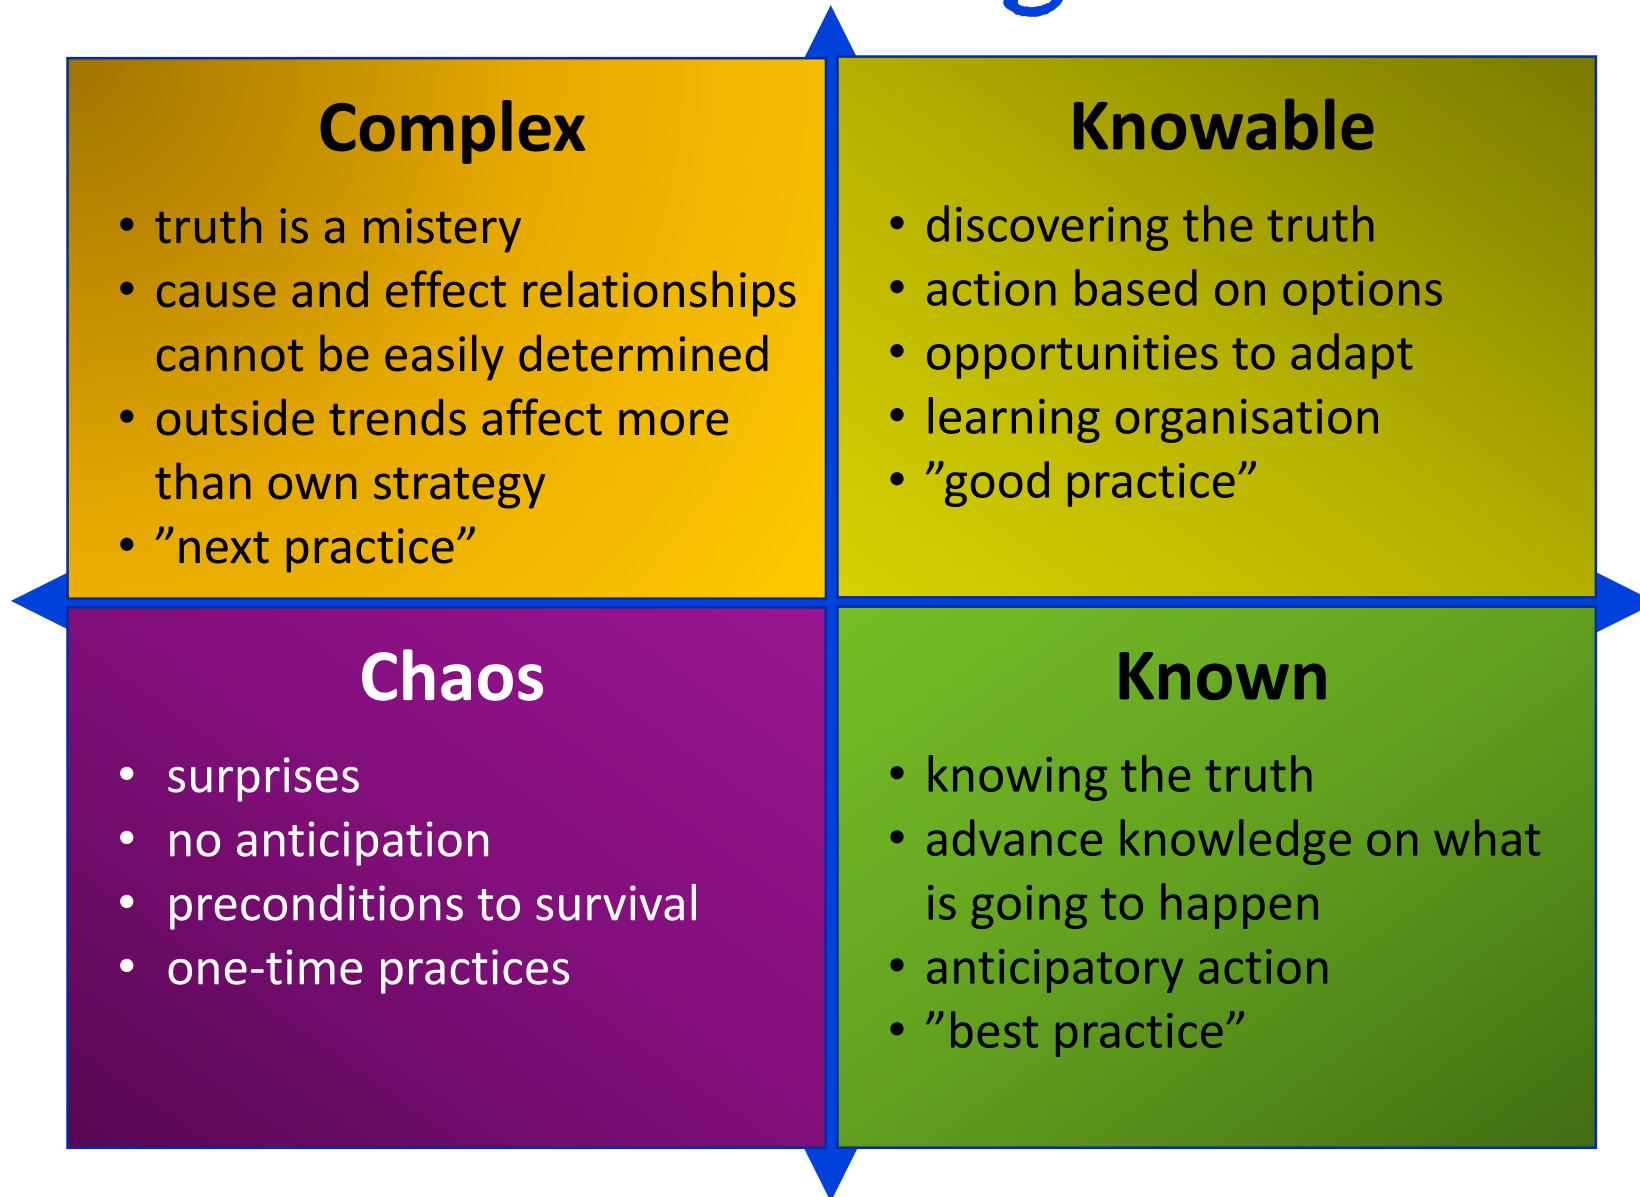 Complex
• truth is a mistery
• cause and effect relationships
cannot be easily determined
• outside trends affect more
than own strategy
• ”next practice”
Knowable
• discovering the truth
• action based on options
• opportunities to adapt
• learning organisation
• ”good practice”
Chaos
• surprises
• no anticipation
• preconditions to survival
• one-time practices
Known
• knowing the truth
• advance knowledge on what
is going to happen
• anticipatory action
• ”best practice”